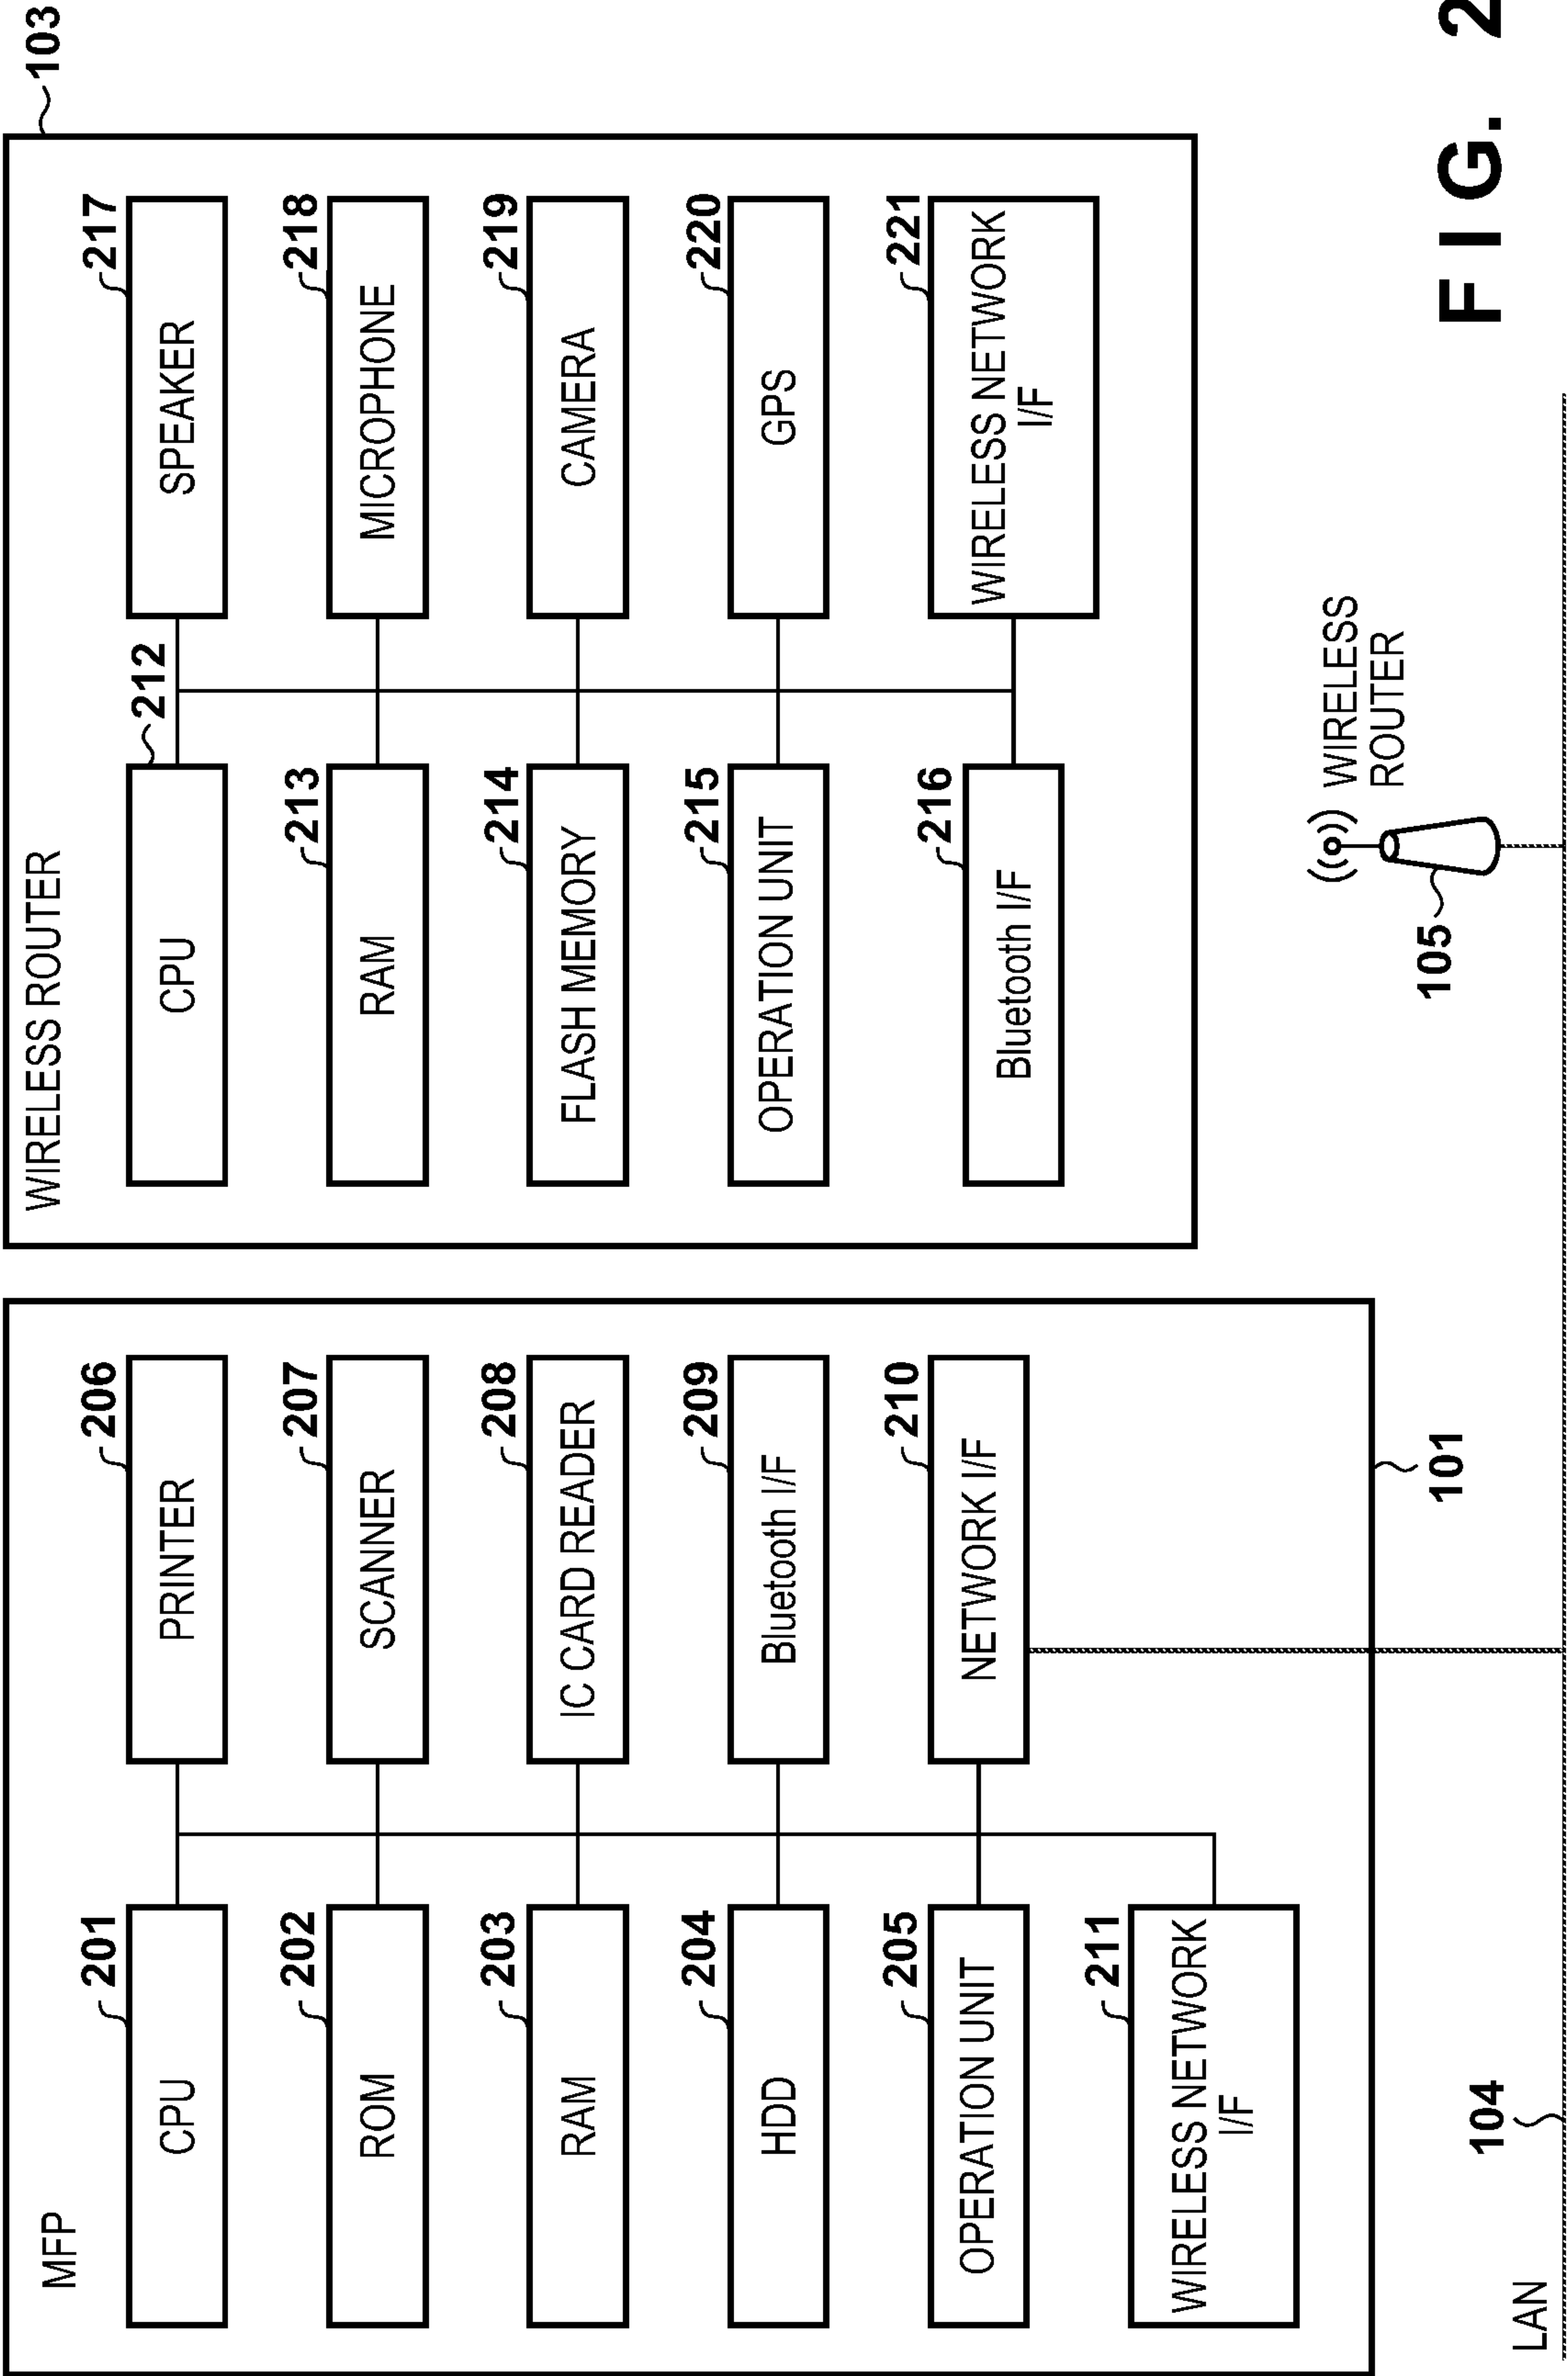 MFP
201
CPU
206
PRINTER
202
ROM
207
SCANNER
203
RAM
208
IC CARD READER
204
HDD
209
Bluetooth I/F
205
OPERATION UNIT
210
NETWORK I/F
211
WIRELESS NETWORK
I/F
101
WIRELESS ROUTER
103
212
CPU
217
SPEAKER
213
RAM
218
MICROPHONE
214
FLASH MEMORY
219
CAMERA
215
OPERATION UNIT
220
GPS
216
Bluetooth I/F
221
WIRELESS NETWORK
I/F
WIRELESS
ROUTER
105
104
LAN
FIG. 2